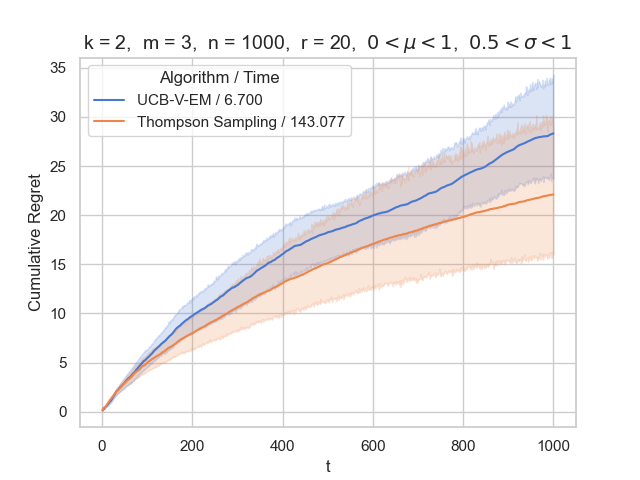 k = 2, m = 3, n = 1000, r = 20, 0 < μ < 1, 0.5 < σ < 1
Algorithm / Time
UCB-V-EM / 6.700
Thompson Sampling / 143.077
Cumulative Regret
35
30
25
20
15
10
5
0
0 200 400 600 800 1000
t